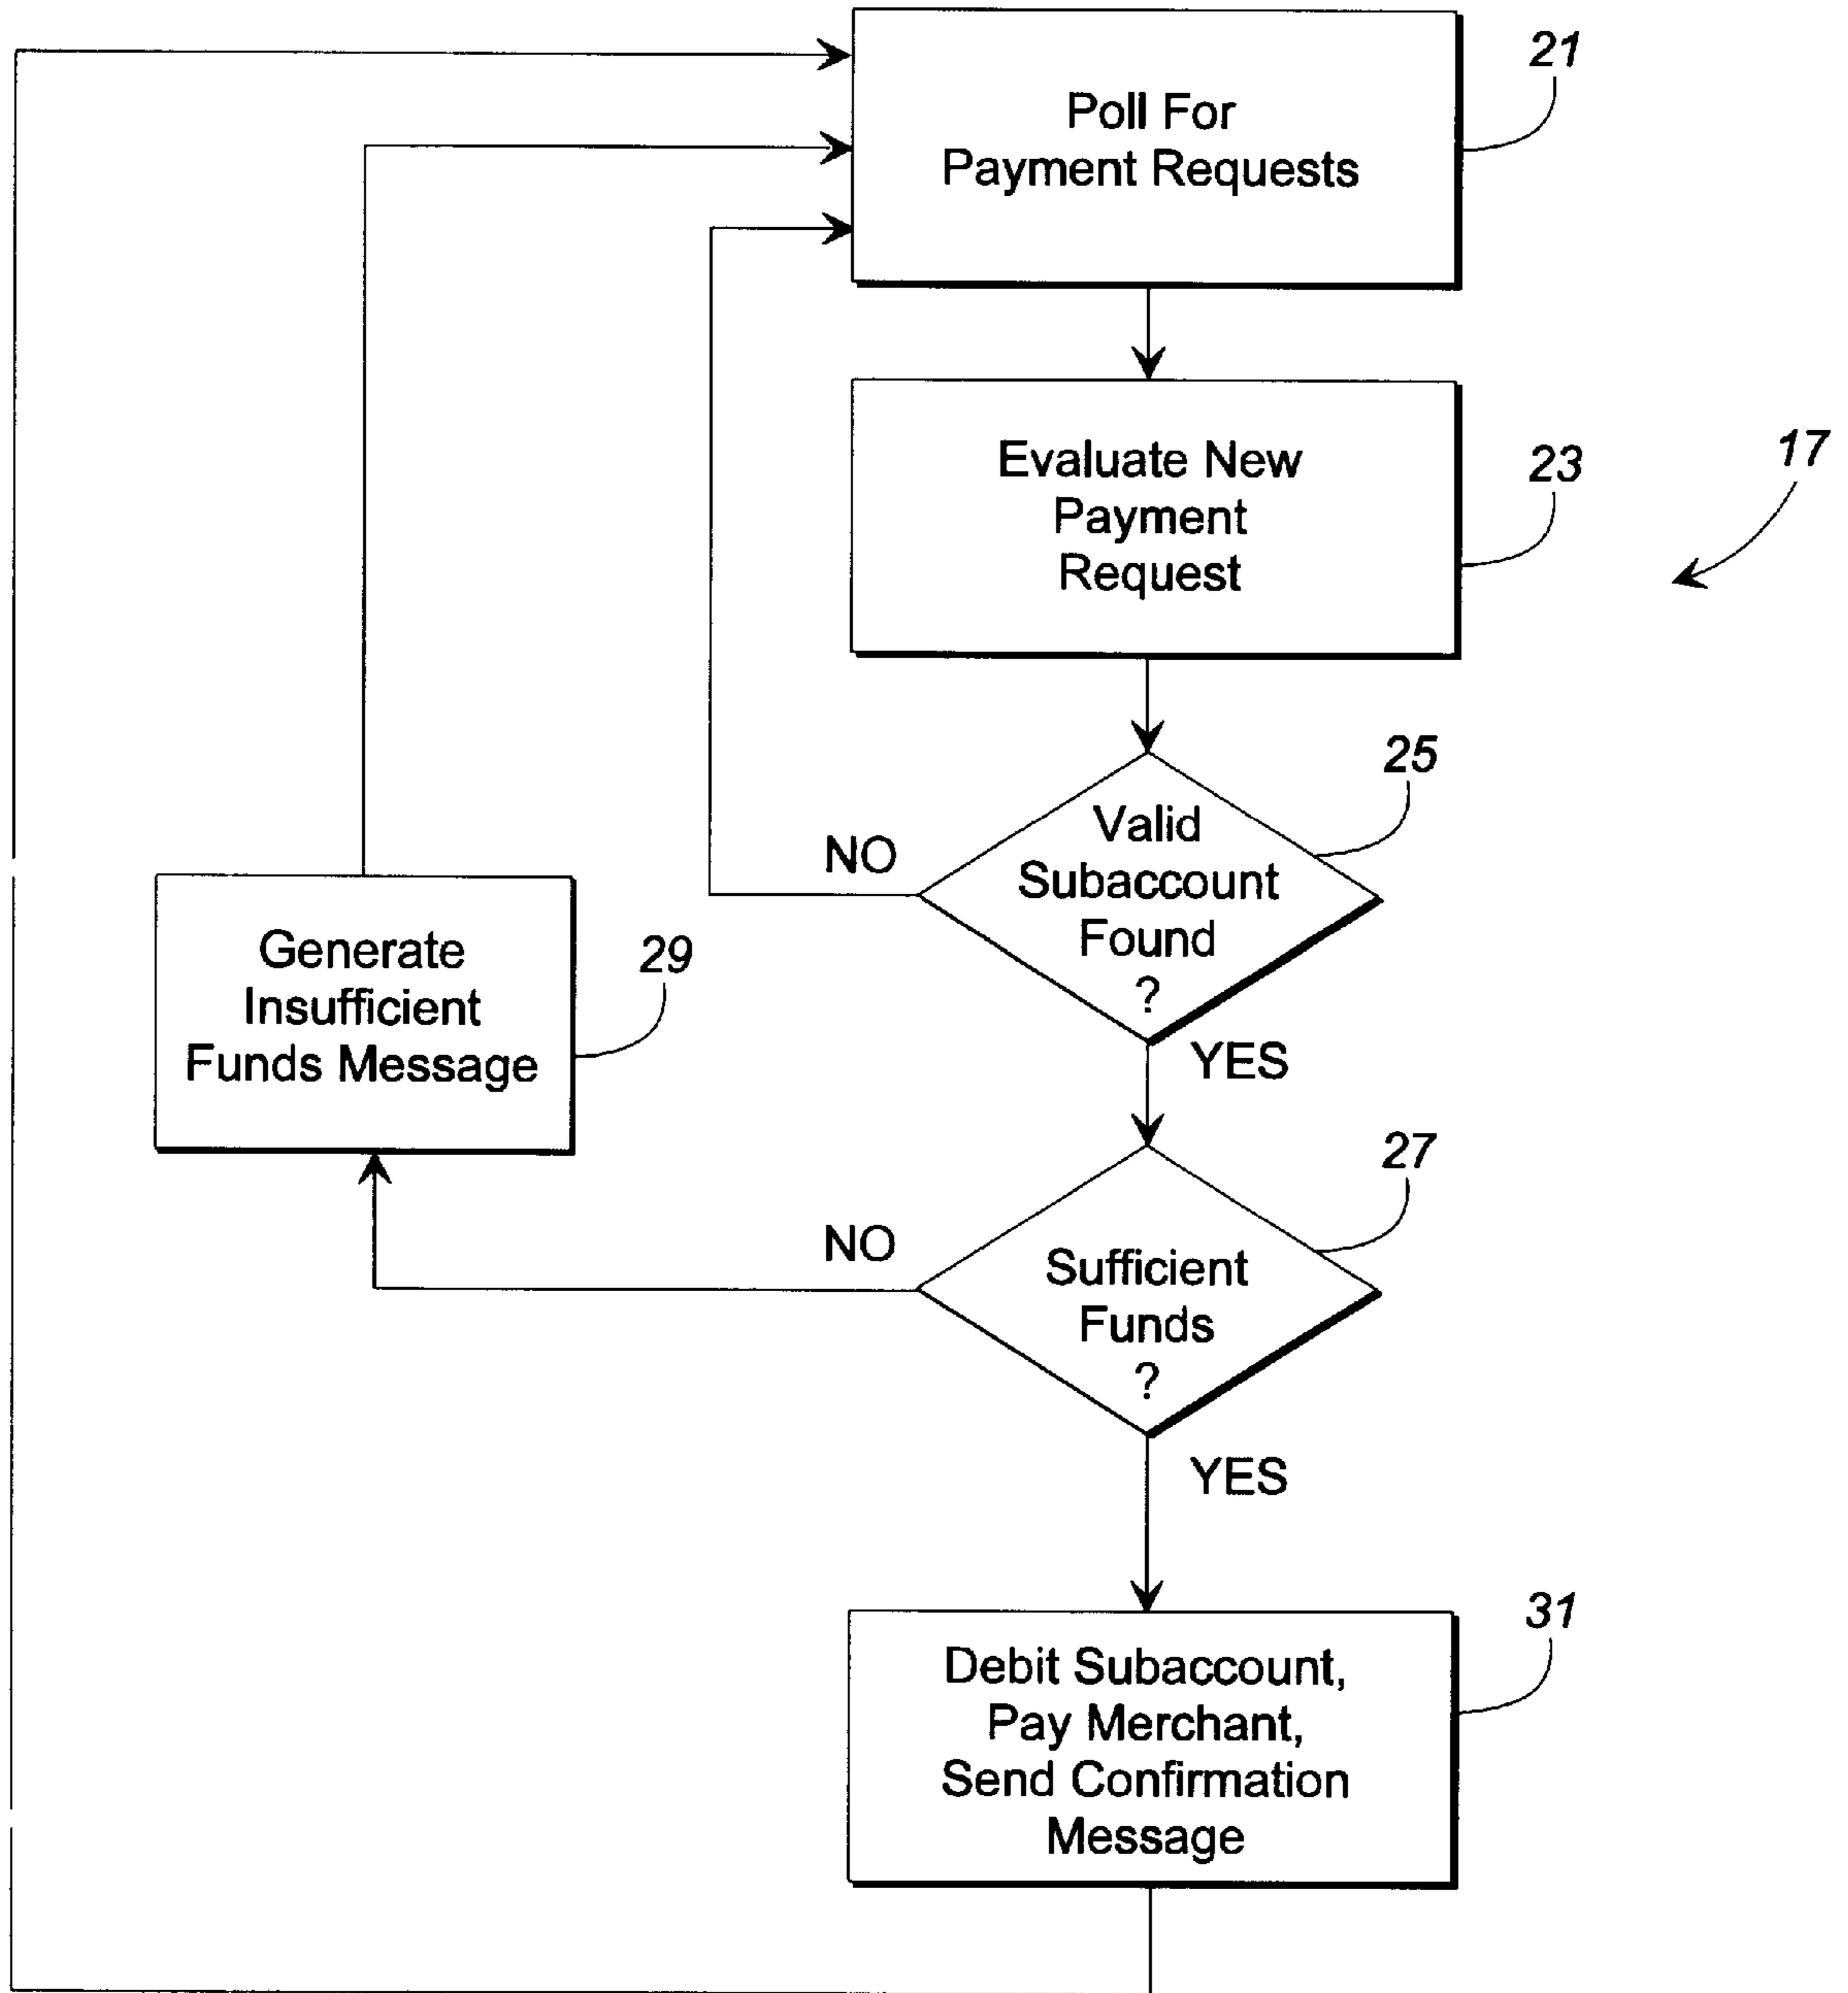 21
Poll For
Payment Requests
Evaluate New
Payment
Request
23
17
25
Valid
Subaccount
Found
?
NO
YES
Generate
Insufficient
Funds Message
29
27
Sufficient
Funds
?
NO
YES
31
Debit Subaccount,
Pay Merchant,
Send Confirmation
Message